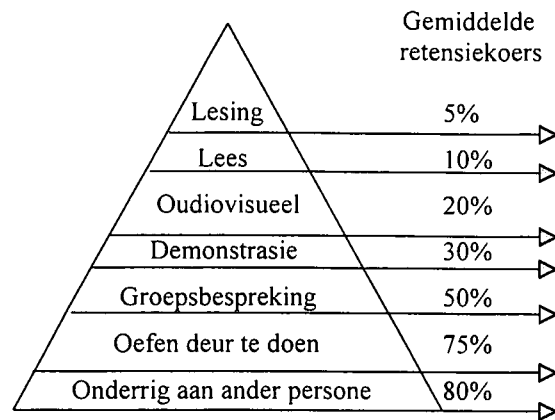 Gemiddelde
retensiekoers
Lesing 5%
Lees 10%
Oudiovisueel 20%
Demonstrasie 30%
Groepsbespreking 50%
Oefen deur te doen 75%
Onderrig aan ander persone 80%